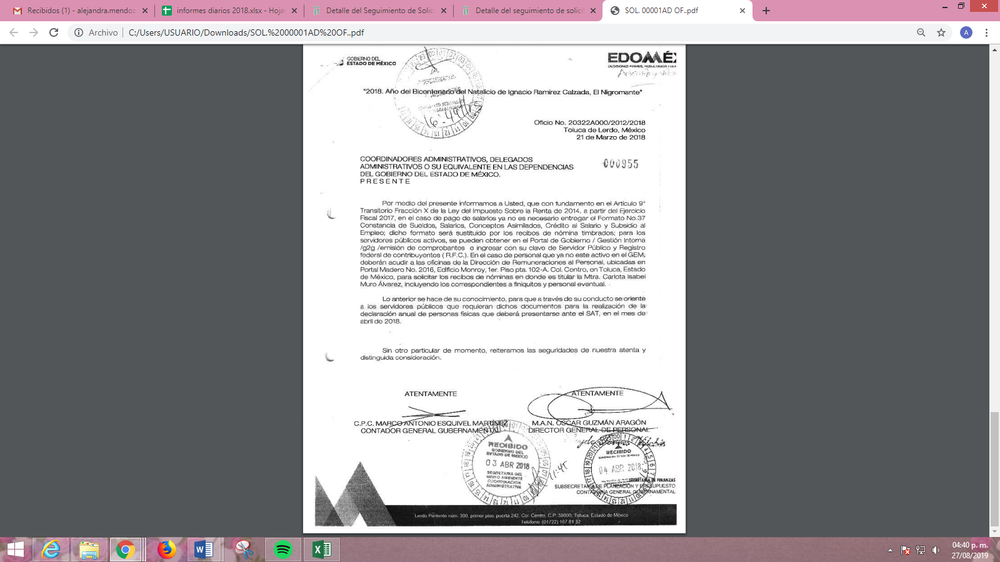 Recibidos (1) - alejandra.mendoz
informes diarios 2018.xlsx - Hoja
Detalle del Seguimiento de Solic
Detalle del seguimiento de solicit
SOL. 00001AD OF..pdf
Archivo
C:/Users/USUARIO/Downloads/SOL.%2000001AD%20OF..pdf
A
GOBIERNO DEL
ESTADO DE MÉXICO
EDOMÉX
DECISIONES FIRMES, RESULTADOS FUER
"2018. Año del Bicentenario del Natalicio de Ignacio Ramírez Calzada, El Nigromante"
Oficio No. 20322A000/2012/2018
Toluca de Lerdo, México
21 de Marzo de 2018
000955
COORDINADORES ADMINISTRATIVOS, DELEGADOS
ADMINISTRATIVOS O SU EQUIVALENTE EN LAS DEPENDENCIAS
DEL GOBIERNO DEL ESTADO DE MÉXICO.
P R E S E N T E
Por medio del presente informamos a Usted, que con fundamento en el Artículo 9°
Transitorio Fracción X de la Ley del Impuesto Sobre la Renta de 2014, a partir del Ejercicio
Fiscal 2017, en el caso de pago de salarios ya no es necesario entregar el Formato No.37
Constancia de Sueldos, Salarios, Conceptos Asimilados, Crédito al Salario y Subsidio al
Empleo; dicho formato será sustituido por los recibos de nómina timbrados; para los
servidores públicos activos, se pueden obtener en el Portal de Gobierno / Gestión Interna
/g2g /emisión de comprobantes e ingresar con su clave de Servidor Público y Registro
federal de contribuyentes ( R.F.C.). En el caso de personal que ya no este activo en el GEM,
deberán acudir a las oficinas de la Dirección de Remuneraciones al Personal, ubicadas en
Portal Madero No. 2016, Edificio Monroy, 1er. Piso pta. 102-A. Col. Centro, en Toluca, Estado
de México, para solicitar los recibos de nóminas en donde es titular la Mtra. Carlota Isabel
Muro Álvarez, incluyendo los correspondientes a finiquitos y personal eventual.
Lo anterior se hace de su conocimiento, para que a través de su conducto se oriente
a los servidores públicos que requieran dichos documentos para la realización de la
declaración anual de personas físicas que deberá presentarse ante el SAT, en el mes de
abril de 2018.
Sin otro particular de momento, reiteramos las seguridades de nuestra atenta y
distinguida consideración.
ATENTAMENTE
ATENTAMENTE
C.P.C. MARCO ANTONIO ESQUIVEL MARTÍNEZ
CONTADOR GENERAL GUBERNAMENTAL
M.A.N. OSCAR GUZMÁN ARAGÓN
DIRECTOR GENERAL DE PERSONAL
RECIBIDO
GOBIERNO DEL
ESTADO DE MEXICO
03 ABR 2018
SECRETARIA DEL
MEDIO AMBIENTE
COORDINACION
ADMINISTRATIVA
11:45
RECIBIDO
04 ABR 2018
SECRETARÍA DE FINANZAS
SUBSECRETARÍA DE PLANEACIÓN Y PRESUPUESTO
CONTADURÍA GENERAL GUBERNAMENTAL
Lerdo Poniente núm. 300, primer piso, puerta 242, Col. Centro, C.P. 50000, Toluca, Estado de México
Teléfono: (01722) 167 81 32
04:40 p. m.
27/08/2019